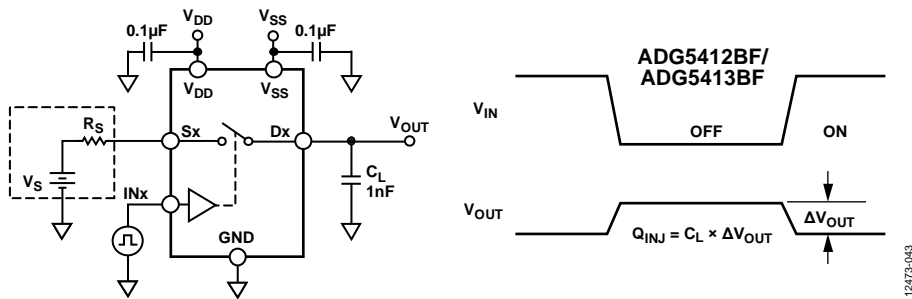 VDD
VSS
0.1µF
0.1µF
VDD
VSS
RS
Sx
Dx
VOUT
VS
INx
CL
1nF
GND
ADG5412BF/
ADG5413BF
VIN
OFF
ON
VOUT
QINJ = CL × ΔVOUT
ΔVOUT
12473-043